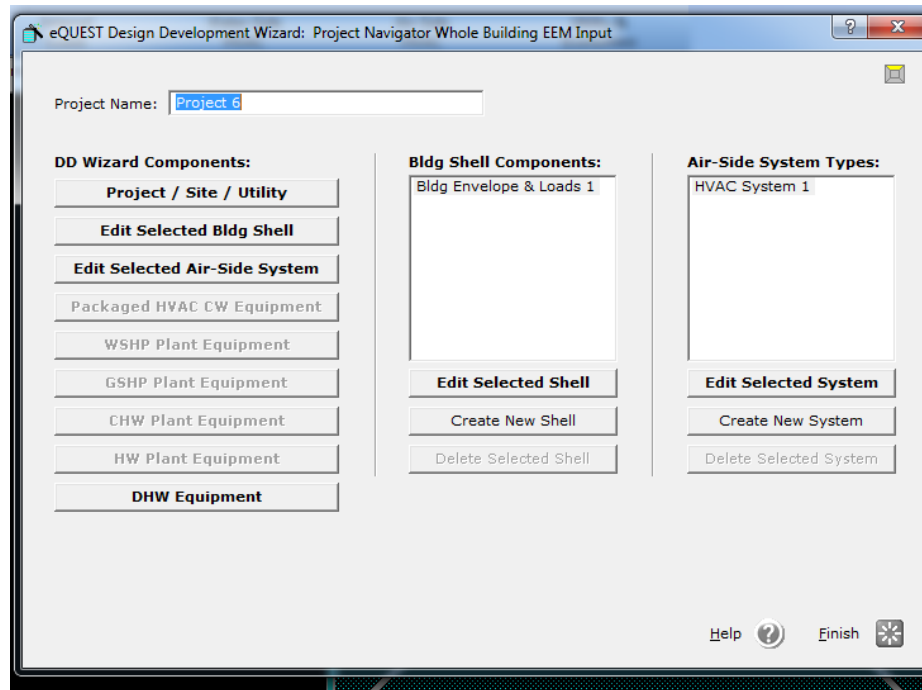 eQUEST Design Development Wizard: Project Navigator Whole Building EEM Input
Project Name: Project 6
DD Wizard Components:
Project / Site / Utility
Edit Selected Bldg Shell
Edit Selected Air-Side System
Packaged HVAC CW Equipment
WSHP Plant Equipment
GSHP Plant Equipment
CHW Plant Equipment
HW Plant Equipment
DHW Equipment
Bldg Shell Components:
Bldg Envelope & Loads 1
Edit Selected Shell
Create New Shell
Delete Selected Shell
Air-Side System Types:
HVAC System 1
Edit Selected System
Create New System
Delete Selected System
Help ? Finish